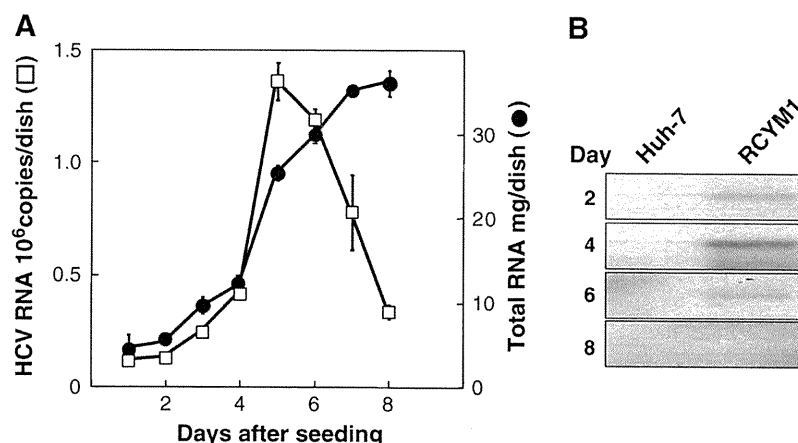 A
HCV RNA 10⁶copies/dish (□)
1.5
1.0
0.5
0
30
20
10
0
Total RNA mg/dish (●)
2
4
6
8
Days after seeding
B
Day
Huh-7
RCYM1
2
4
6
8